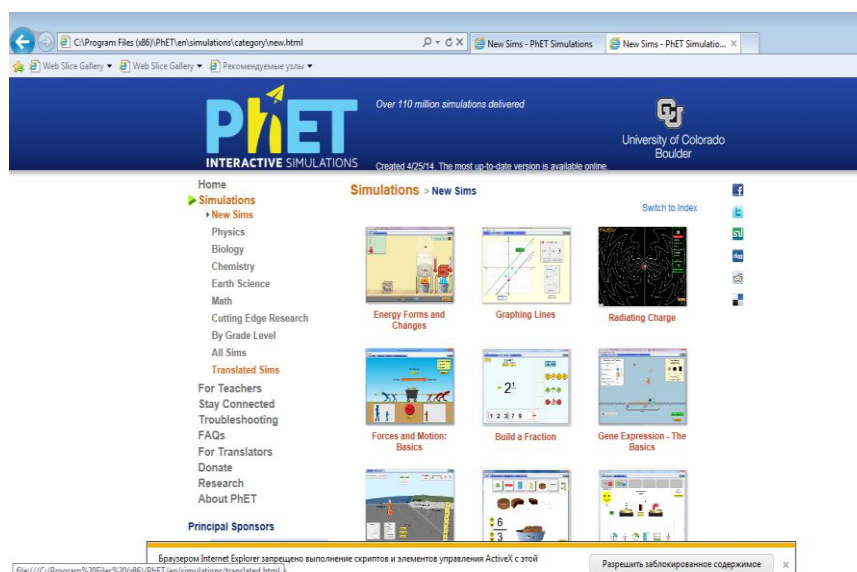 C:\Program Files (x86)\PhET\en\simulations\category\new.html
New Sims - PhET Simulations
New Sims - PhET Simulatio...
Web Slice Gallery
Web Slice Gallery
Рекомендуемые узлы
PhET
INTERACTIVE SIMULATIONS
Over 110 million simulations delivered
Created 4/25/14. The most up-to-date version is available online.
CU
University of Colorado
Boulder
Home
Simulations
New Sims
Physics
Biology
Chemistry
Earth Science
Math
Cutting Edge Research
By Grade Level
All Sims
Translated Sims
For Teachers
Stay Connected
Troubleshooting
FAQs
For Translators
Donate
Research
About PhET
Principal Sponsors
Simulations > New Sims
Switch to Index
Energy Forms and
Changes
Graphing Lines
Radiating Charge
Forces and Motion:
Basics
Build a Fraction
Gene Expression - The
Basics
Браузером Internet Explorer запрещено выполнение скриптов и элементов управления ActiveX с этой
Разрешить заблокированное содержимое
file:///C:/Program%20Files%20(x86)/PhET/en/simulations/translated.html